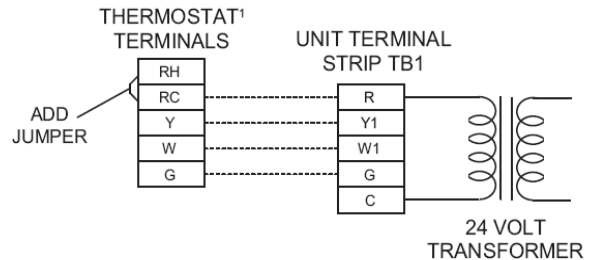 THERMOSTAT¹
TERMINALS
UNIT TERMINAL
STRIP TB1
RH
RC
Y
W
G
ADD
JUMPER
R
Y1
W1
G
C
24 VOLT
TRANSFORMER